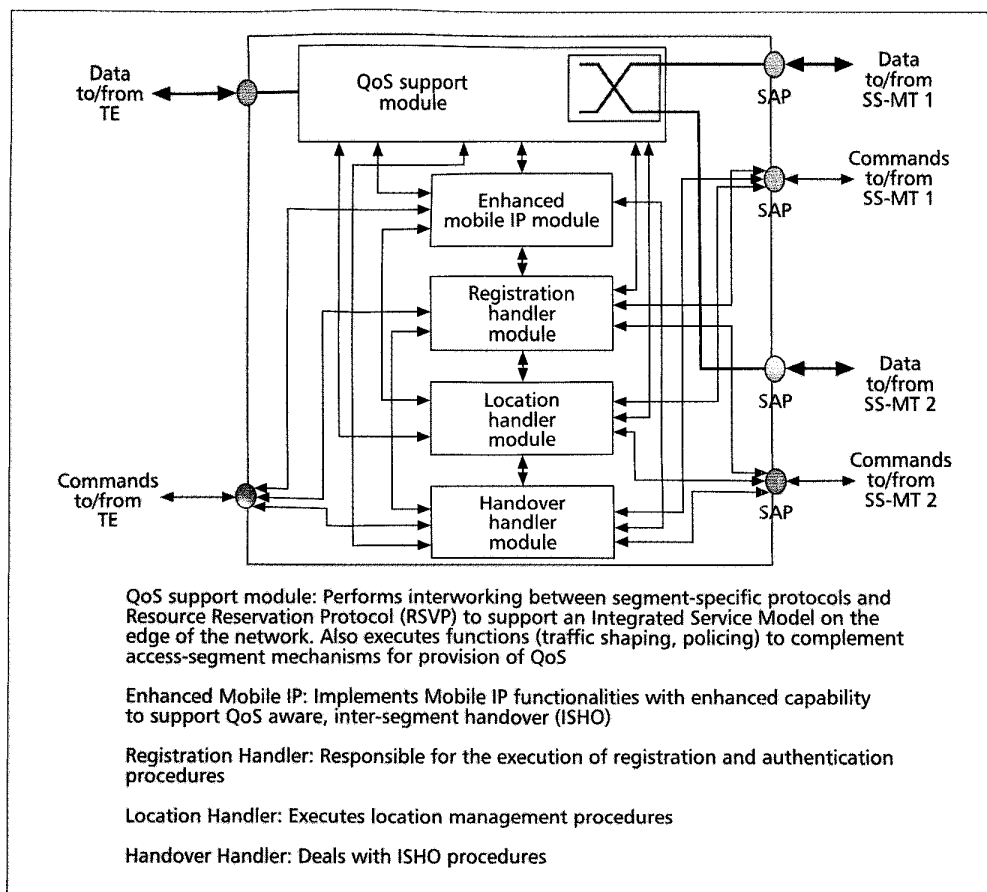 Data
to/from
TE
QoS support
module
SAP
Data
to/from
SS-MT 1
Commands
to/from
SS-MT 1
SAP
Enhanced
mobile IP module
Registration
handler
module
Data
to/from
SS-MT 2
SAP
Location
handler
module
Commands
to/from
TE
Handover
handler
module
SAP
Commands
to/from
SS-MT 2
QoS support module: Performs interworking between segment-specific protocols and
Resource Reservation Protocol (RSVP) to support an Integrated Service Model on the
edge of the network. Also executes functions (traffic shaping, policing) to complement
access-segment mechanisms for provision of QoS
Enhanced Mobile IP: Implements Mobile IP functionalities with enhanced capability
to support QoS aware, inter-segment handover (ISHO)
Registration Handler: Responsible for the execution of registration and authentication
procedures
Location Handler: Executes location management procedures
Handover Handler: Deals with ISHO procedures